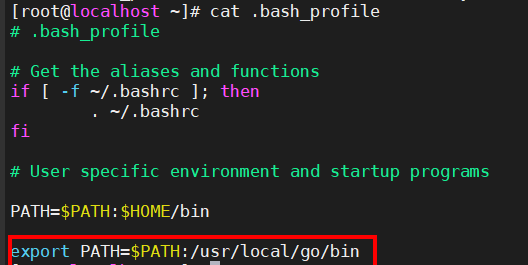 [root@localhost ~]# cat .bash_profile
# .bash_profile
# Get the aliases and functions
if [ -f ~/.bashrc ]; then
. ~/.bashrc
fi
# User specific environment and startup programs
PATH=$PATH:$HOME/bin
export PATH=$PATH:/usr/local/go/bin